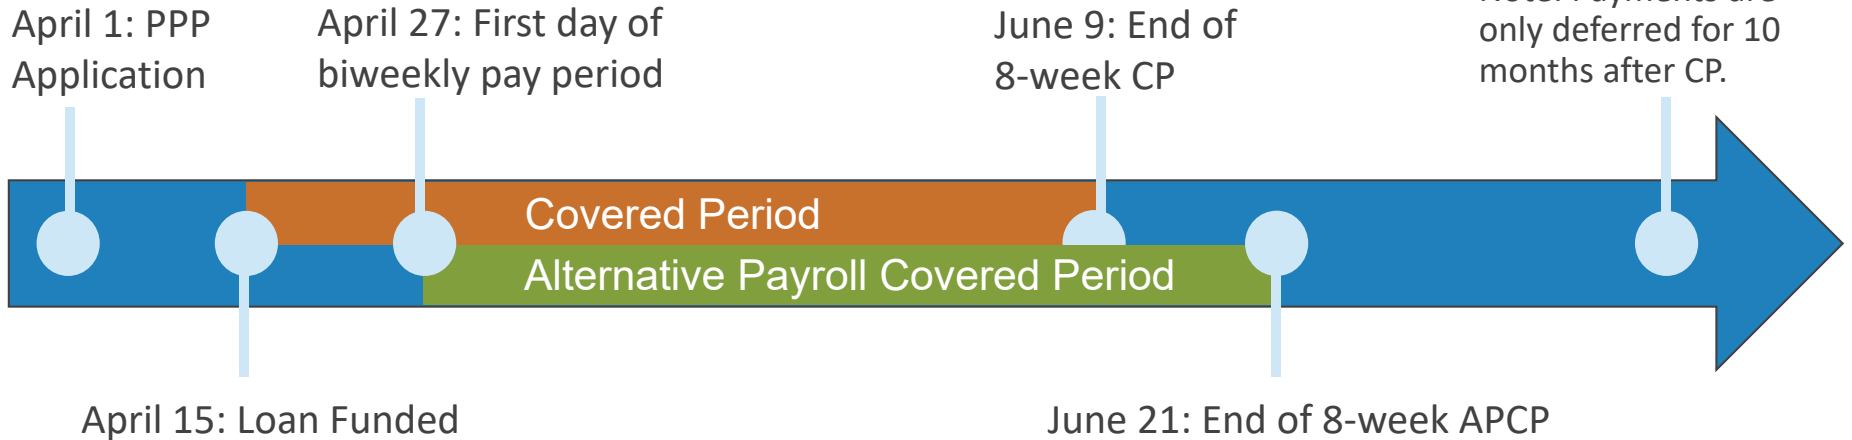 April 1: PPP
Application
April 27: First day of
biweekly pay period
June 9: End of
8-week CP
only deferred for 10
months after CP.
Covered Period
Alternative Payroll Covered Period
April 15: Loan Funded
June 21: End of 8-week APCP